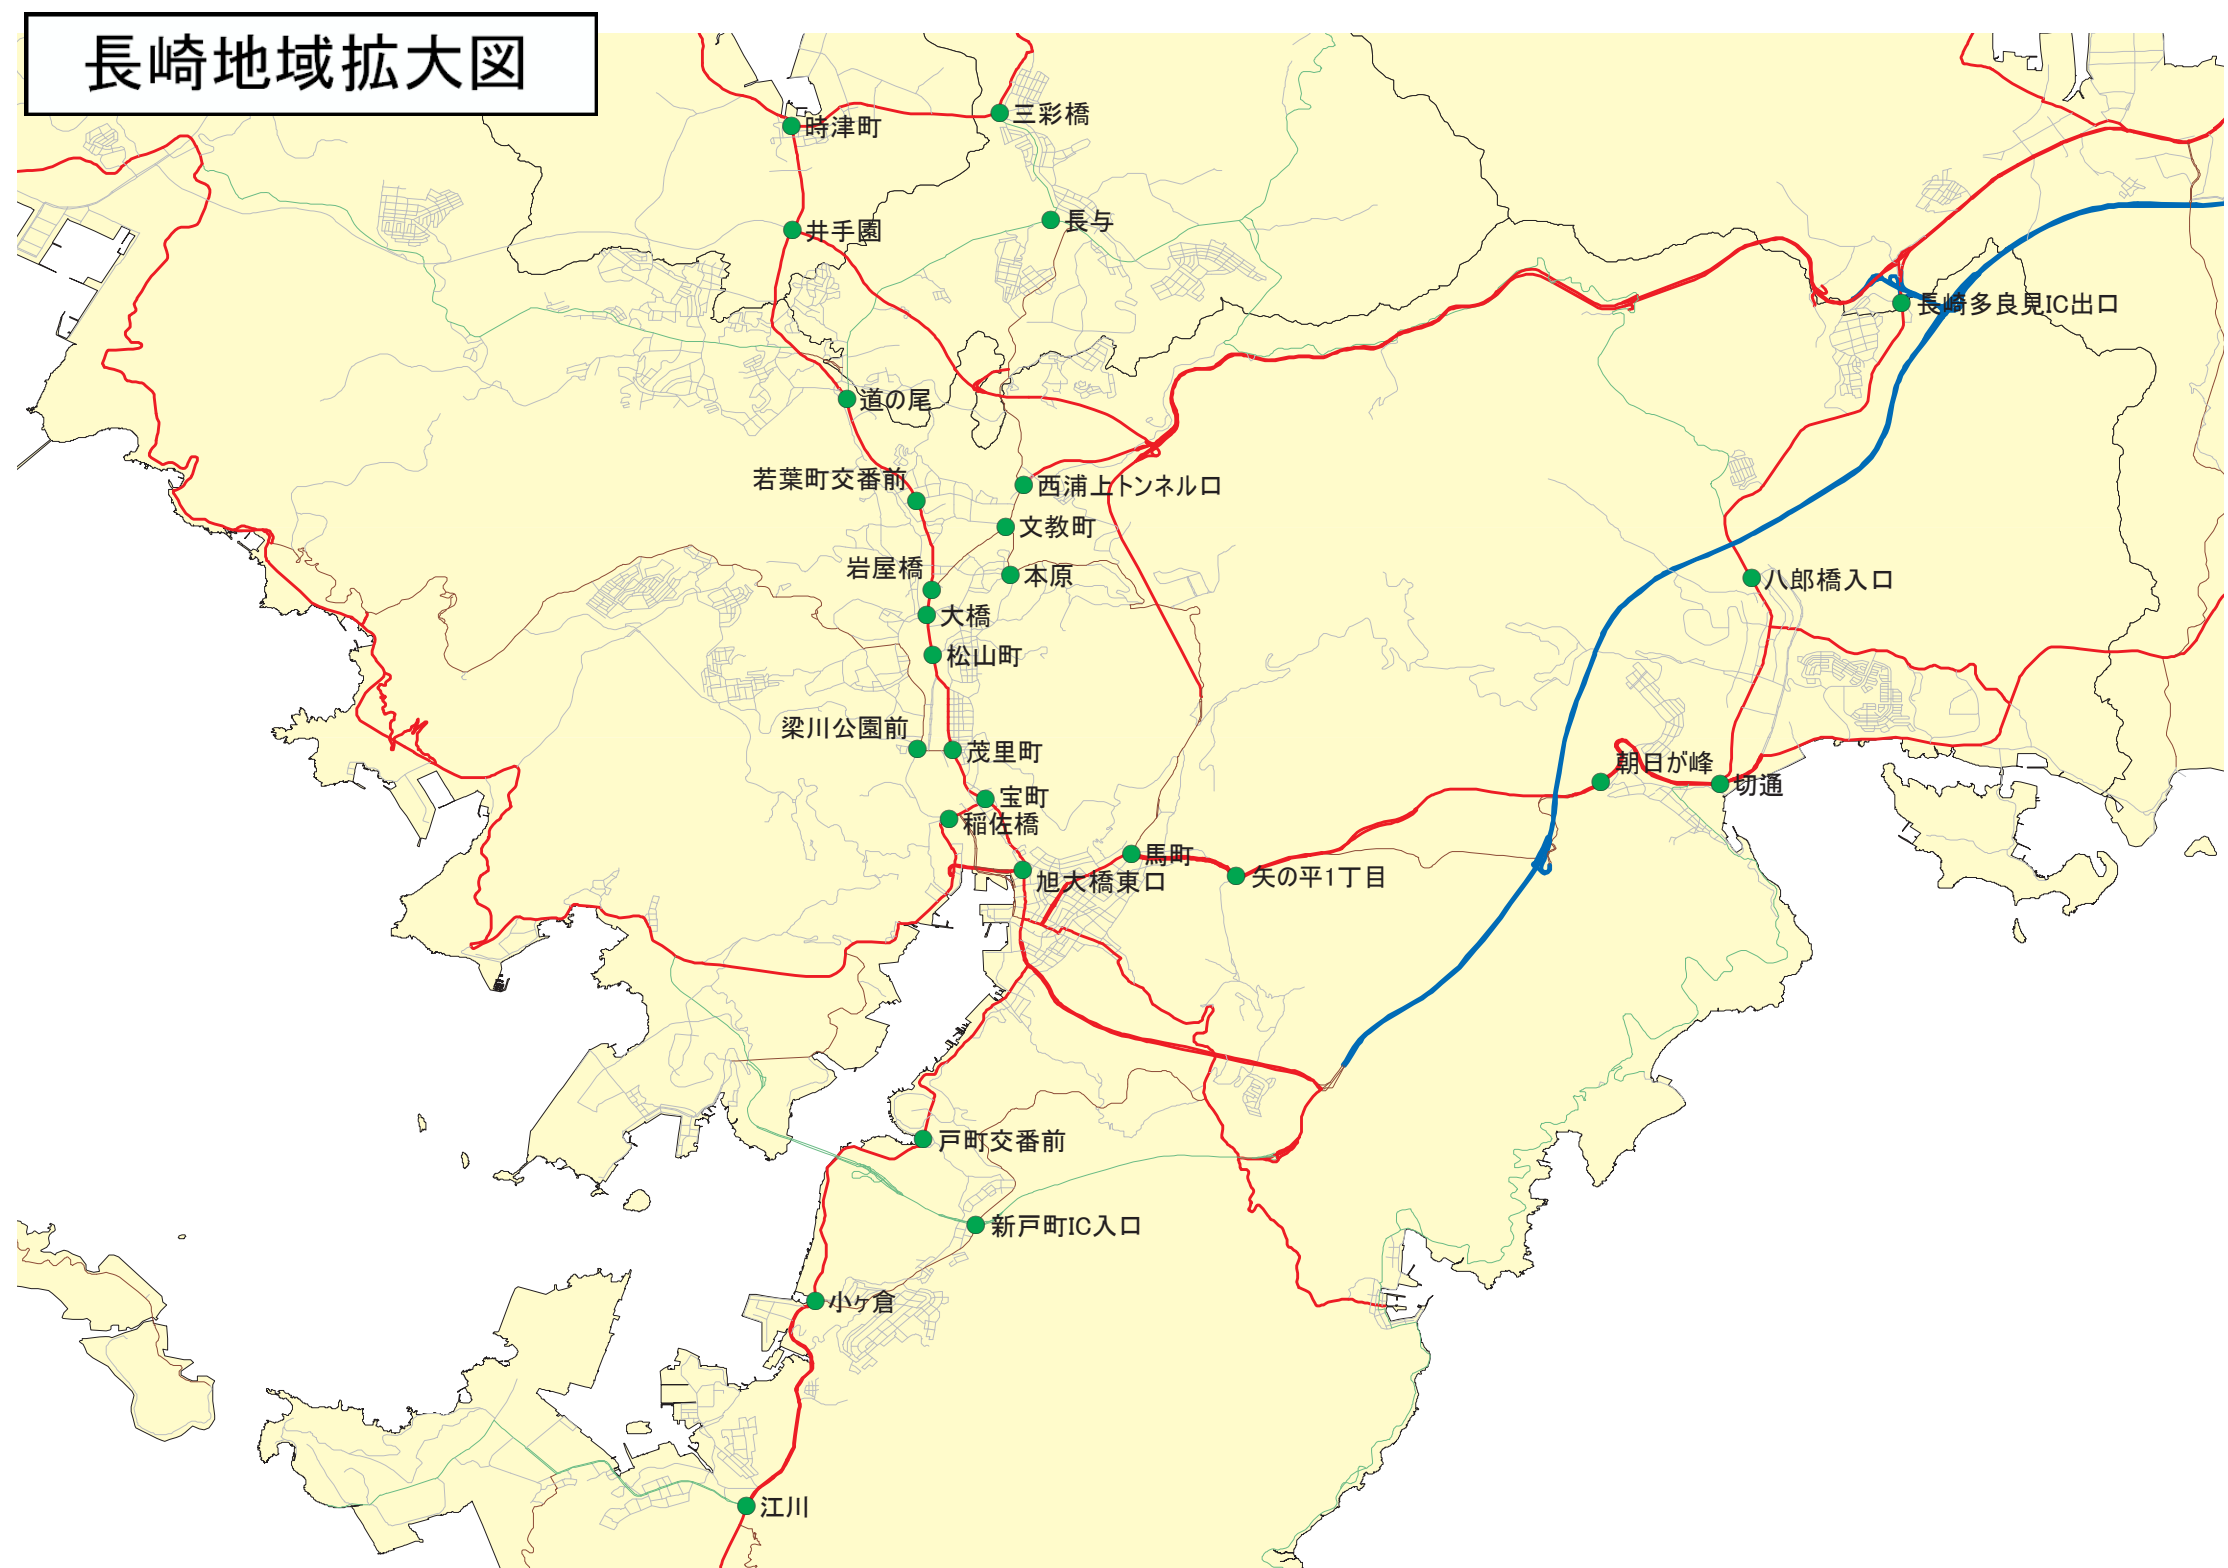 長崎地域拡大図
三彩橋
時津町
長与
井手園
長崎多良見IC出口
道の尾
若葉町交番前
西浦上トンネル口
文教町
岩屋橋
本原
八郎橋入口
大橋
松山町
梁川公園前
茂里町
朝日が峰
切通
宝町
稲佐橋
馬町
旭大橋東口
矢の平1丁目
戸町交番前
新戸町IC入口
小ヶ倉
江川